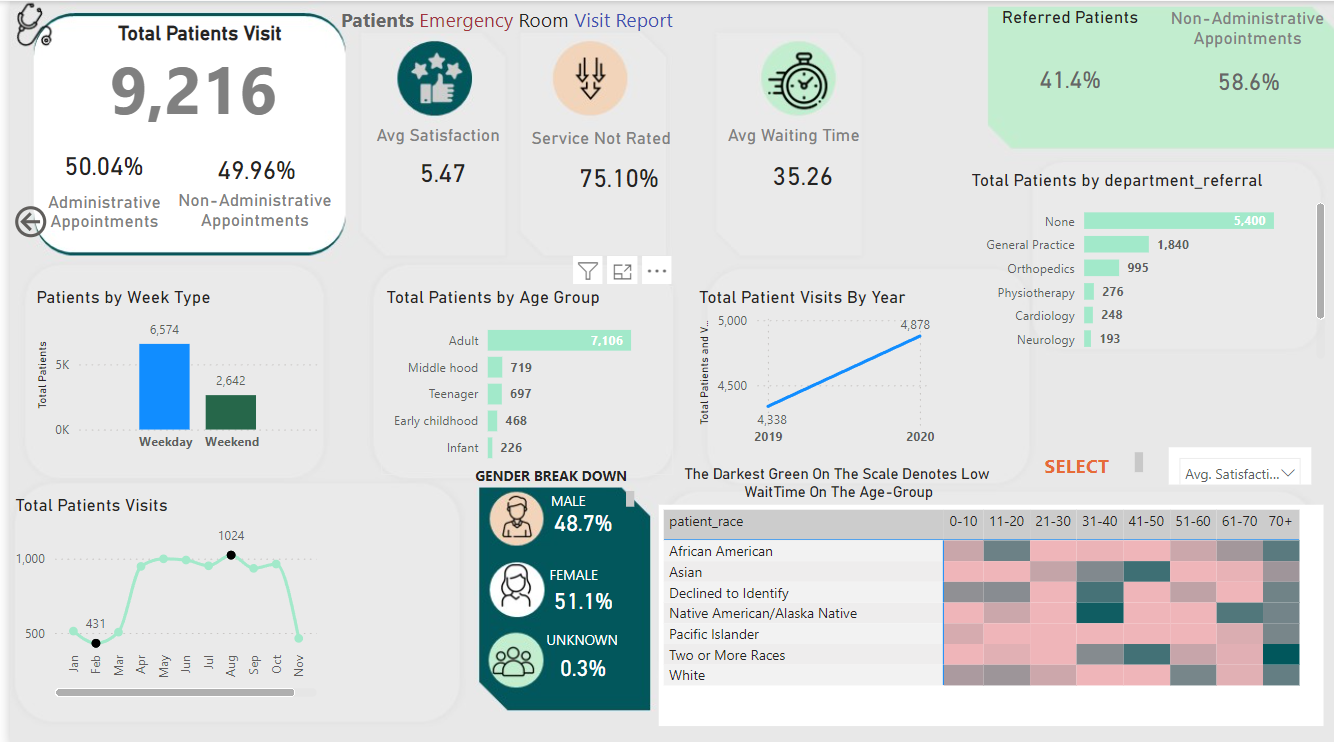 Patients Emergency Room Visit Report
Total Patients Visit
9,216
50.04%
Administrative
Appointments
49.96%
Non-Administrative
Appointments
Avg Satisfaction
5.47
Service Not Rated
75.10%
Avg Waiting Time
35.26
Referred Patients
41.4%
Non-Administrative
Appointments
58.6%
Total Patients by department_referral
None 5,400
General Practice 1,840
Orthopedics 995
Physiotherapy 276
Cardiology 248
Neurology 193
Patients by Week Type
Total Patients
5K
0K
6,574
2,642
Weekday Weekend
Total Patients by Age Group
Adult 7,106
Middle hood 719
Teenager 697
Early childhood 468
Infant 226
Total Patient Visits By Year
Total Patients and V...
5,000
4,500
4,878
4,338
2019 2020
Total Patients Visits
1,000
500
1024
431
Jan Feb Mar Apr May Jun Jul Aug Sep Oct Nov
GENDER BREAK DOWN
MALE
48.7%
FEMALE
51.1%
UNKNOWN
0.3%
SELECT
Avg. Satisfacti...
The Darkest Green On The Scale Denotes Low
WaitTime On The Age-Group
patient_race 0-10 11-20 21-30 31-40 41-50 51-60 61-70 70+
African American
Asian
Declined to Identify
Native American/Alaska Native
Pacific Islander
Two or More Races
White